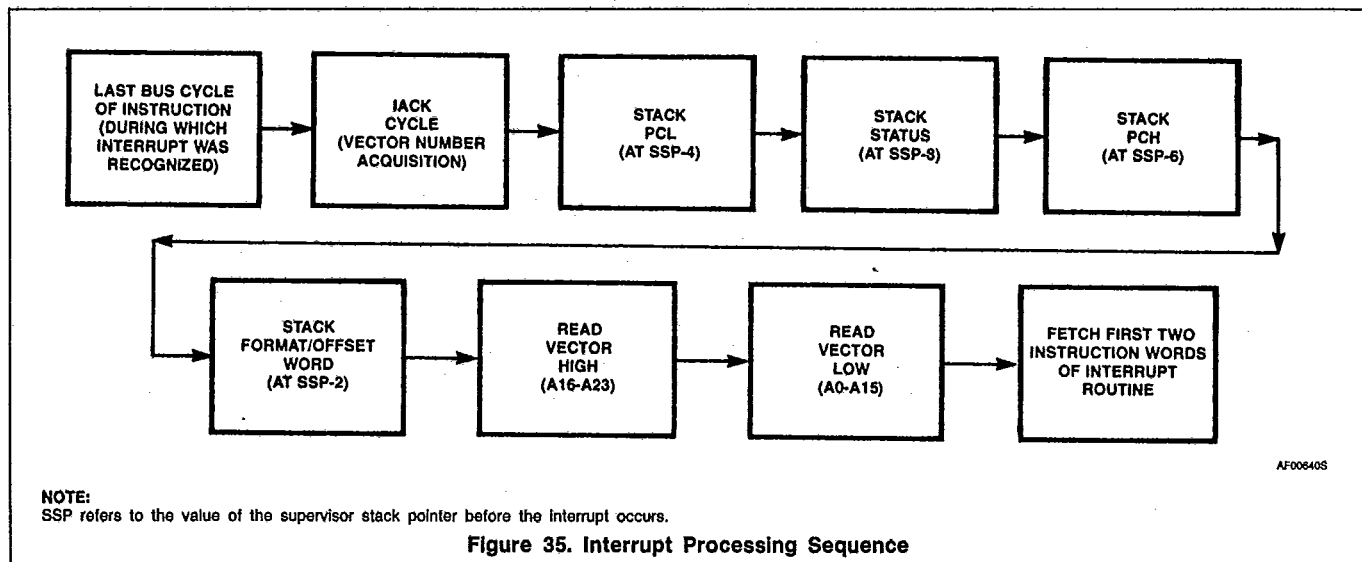 LAST BUS CYCLE
OF INSTRUCTION
(DURING WHICH
INTERRUPT WAS
RECOGNIZED)
IACK
CYCLE
(VECTOR NUMBER
ACQUISITION)
STACK
PCL
(AT SSP-4)
STACK
STATUS
(AT SSP-8)
STACK
PCH
(AT SSP-6)
STACK
FORMAT/OFFSET
WORD
(AT SSP-2)
READ
VECTOR
HIGH
(A16-A23)
READ
VECTOR
LOW
(A0-A15)
FETCH FIRST TWO
INSTRUCTION WORDS
OF INTERRUPT
ROUTINE
AF00640S
NOTE:
SSP refers to the value of the supervisor stack pointer before the interrupt occurs.
Figure 35. Interrupt Processing Sequence